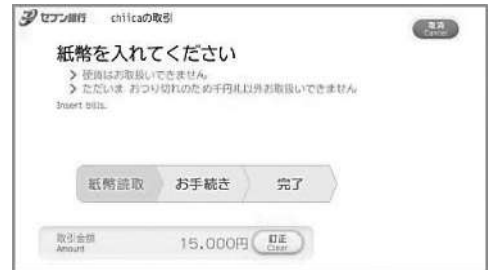 セブン銀行 chiicaの取引
取消
Cancel
紙幣を入れてください
> 硬貨はお取扱いできません
> ただいま おつり切れのため千円札以外お取扱いできません
Insert bills.
紙幣読取 お手続き 完了
取引金額
Amount
15,000円
訂正
Clear